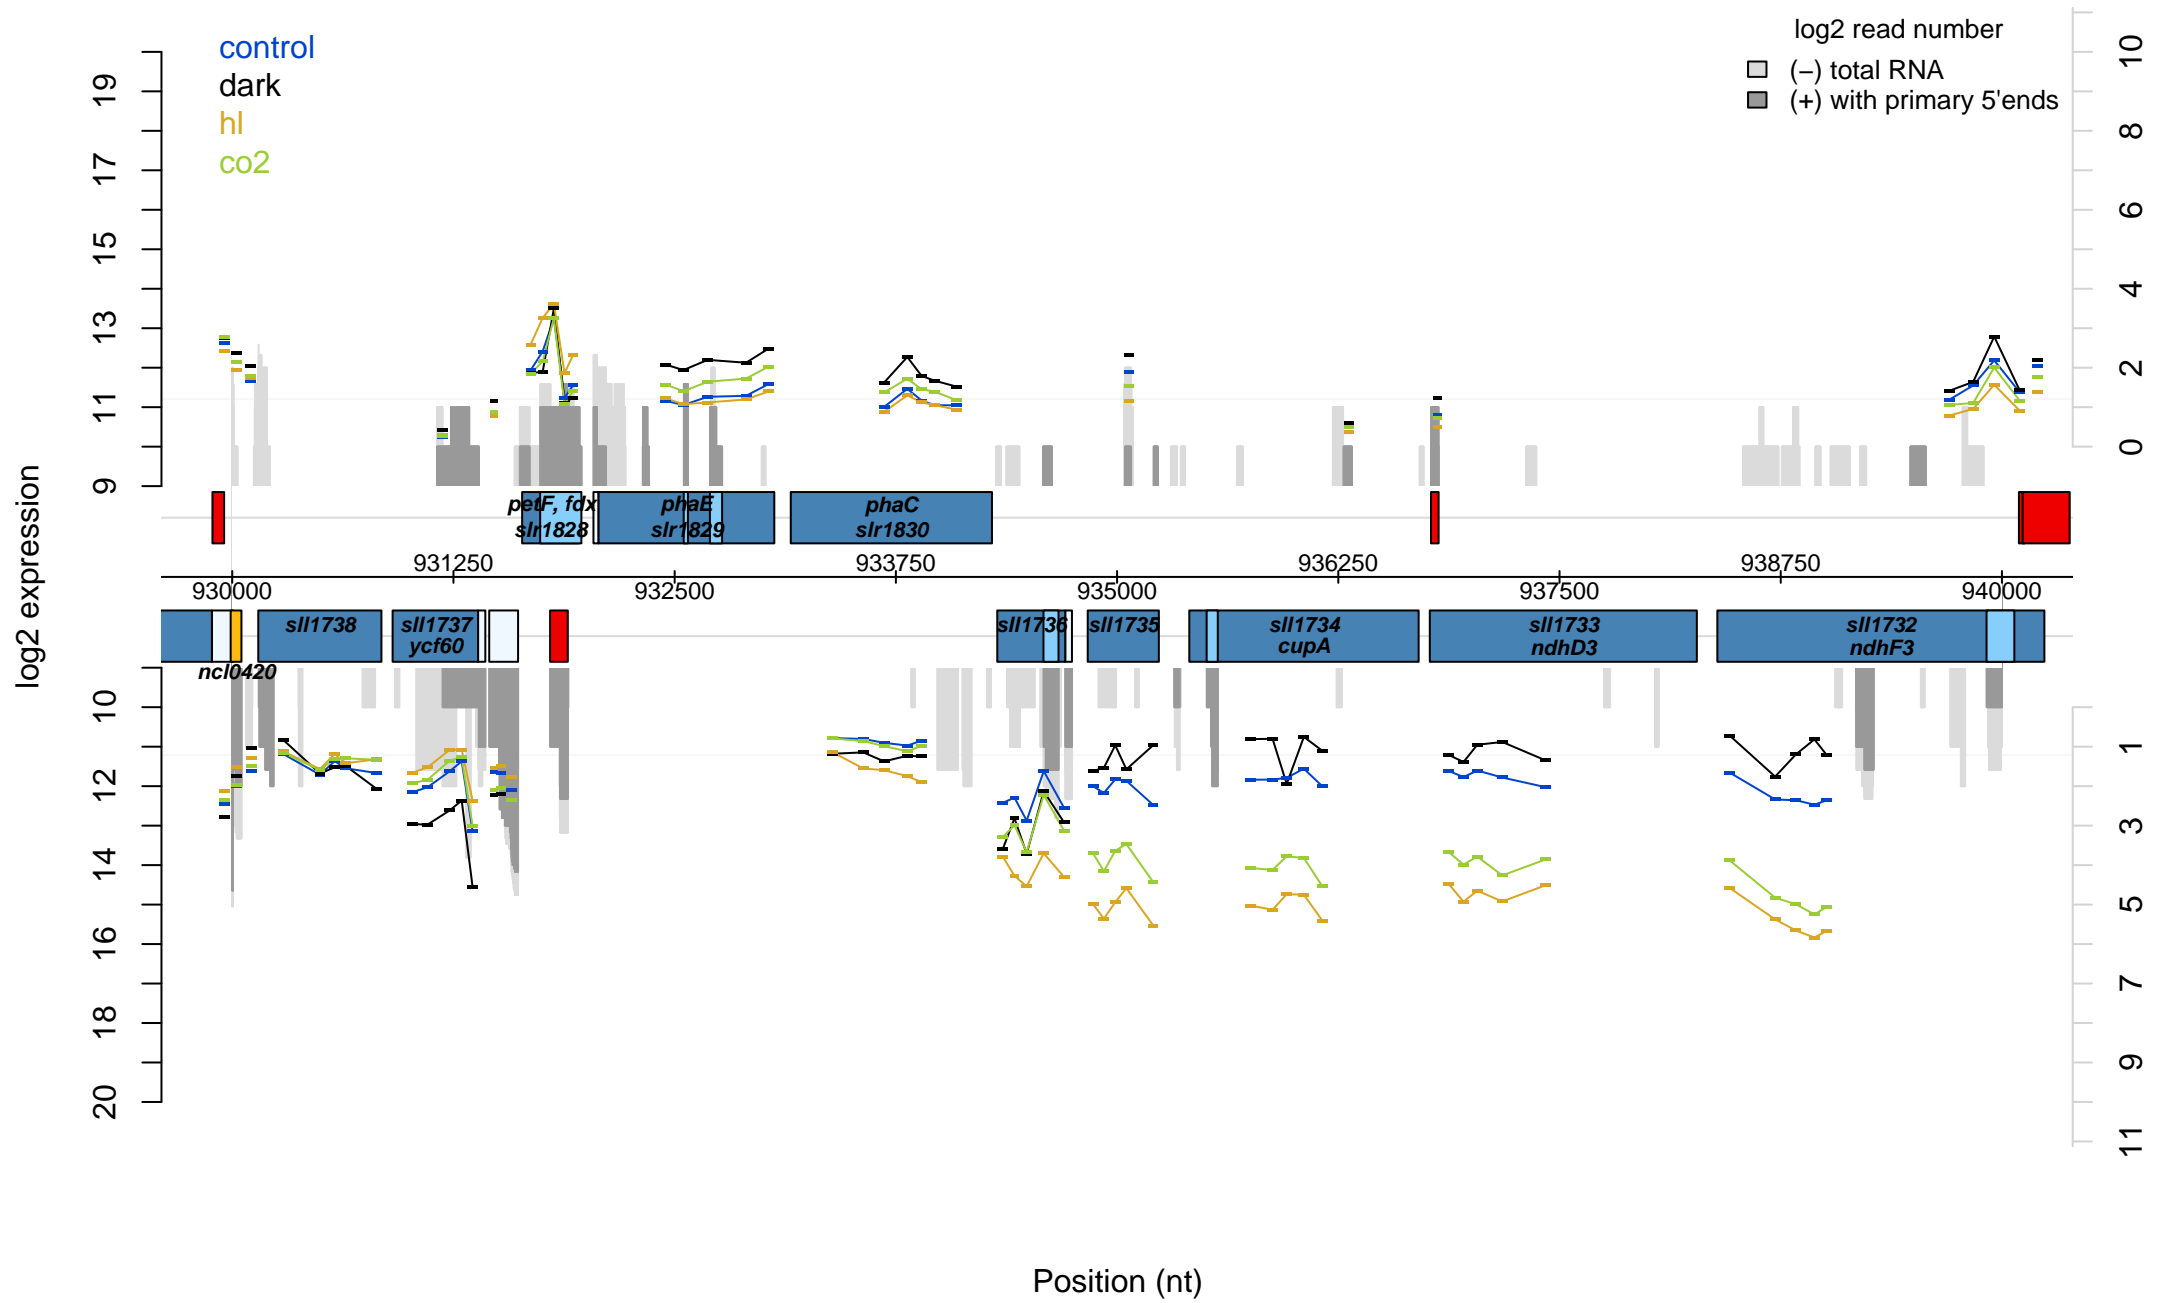 control
dark
hl
co2
log2 read number
(−) total RNA
(+) with primary 5'ends
19
17
15
13
11
9
10
8
6
4
2
0
log2 expression
petF, fdx
slr1828
phaE
slr1829
phaC
slr1830
931250
933750
936250
938750
930000
932500
935000
937500
940000
sll1738
sll1737
ycf60
sll1736
sll1735
sll1734
cupA
sll1733
ndhD3
sll1732
ndhF3
ncl0420
10
12
14
16
18
20
1
3
5
7
9
11
Position (nt)